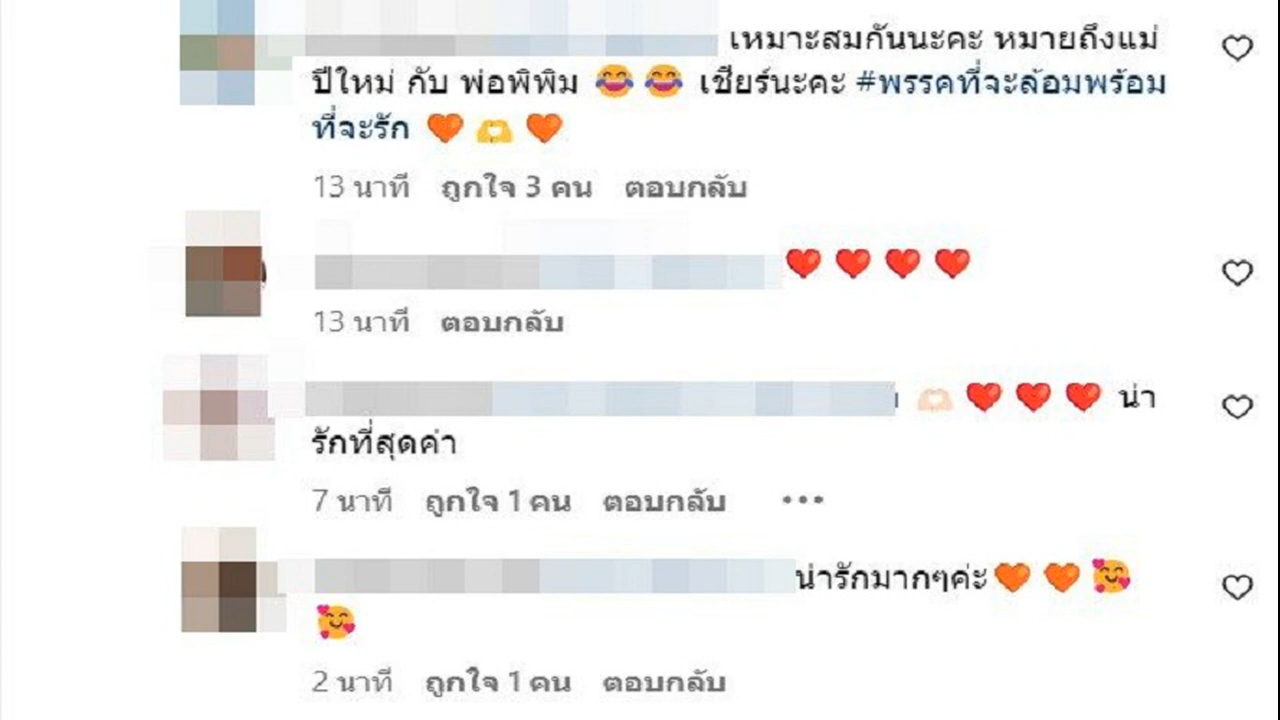 เหมาะสมกันนะคะ หมายถึงแม่
ปีใหม่ กับ พ่อพิพิม 😂 😂 เชียร์นะคะ #พรรคที่จะล้อมพร้อม
ที่จะรัก 🧡 🫶 🧡
13 นาที ถูกใจ 3 คน ตอบกลับ
❤️ ❤️ ❤️ ❤️
13 นาที ตอบกลับ
🫶🏻 ❤️ ❤️ ❤️ น่า
รักที่สุดค่า
7 นาที ถูกใจ 1 คน ตอบกลับ •••
น่ารักมากๆค่ะ🧡 🧡 🥰
🥰
2 นาที ถูกใจ 1 คน ตอบกลับ